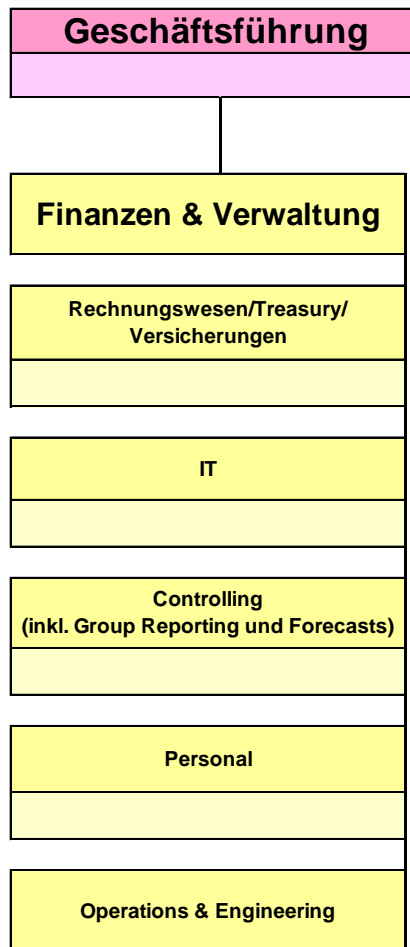 Geschäftsführung
Finanzen & Verwaltung
Rechnungswesen/Treasury/
Versicherungen
IT
Controlling
(inkl. Group Reporting und Forecasts)
Personal
Operations & Engineering